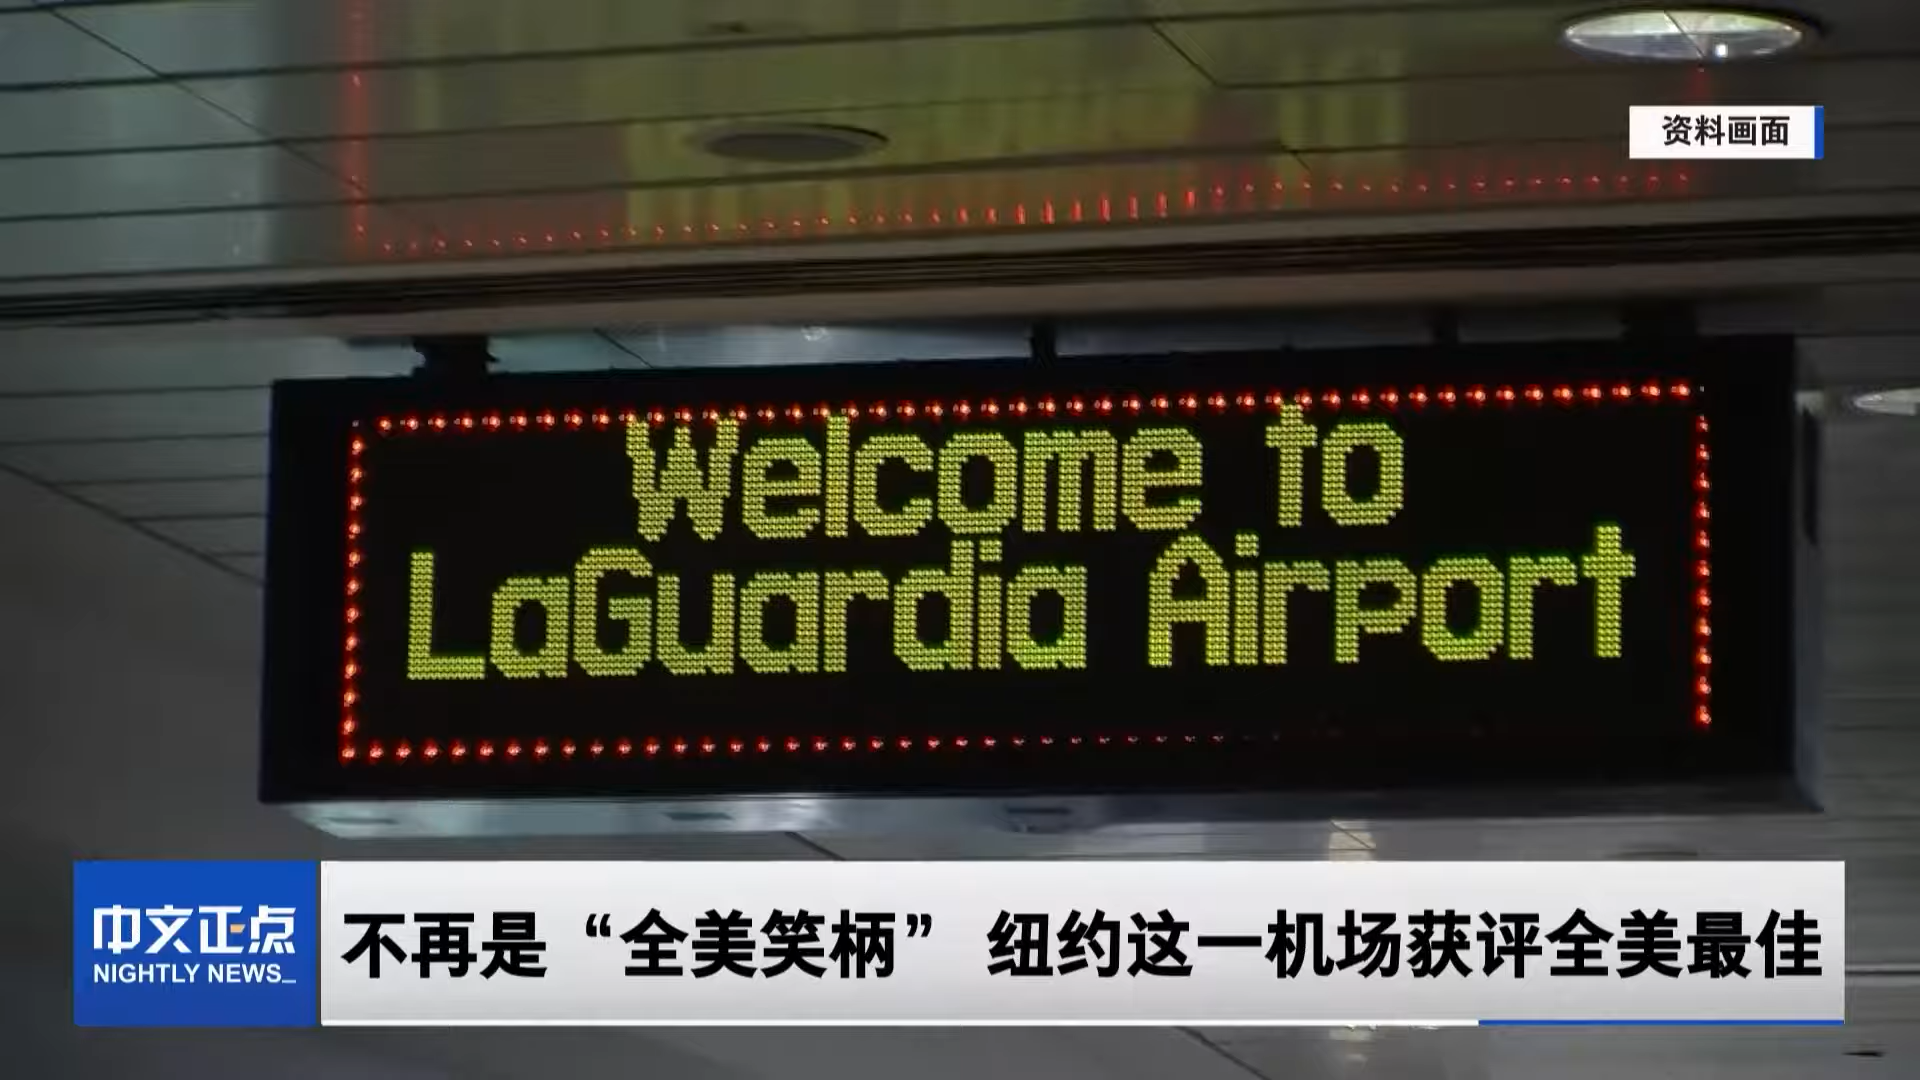 资料画面
Welcome to
LaGuardia Airport
中文正点
NIGHTLY NEWS_
不再是“全美笑柄” 纽约这一机场获评全美最佳